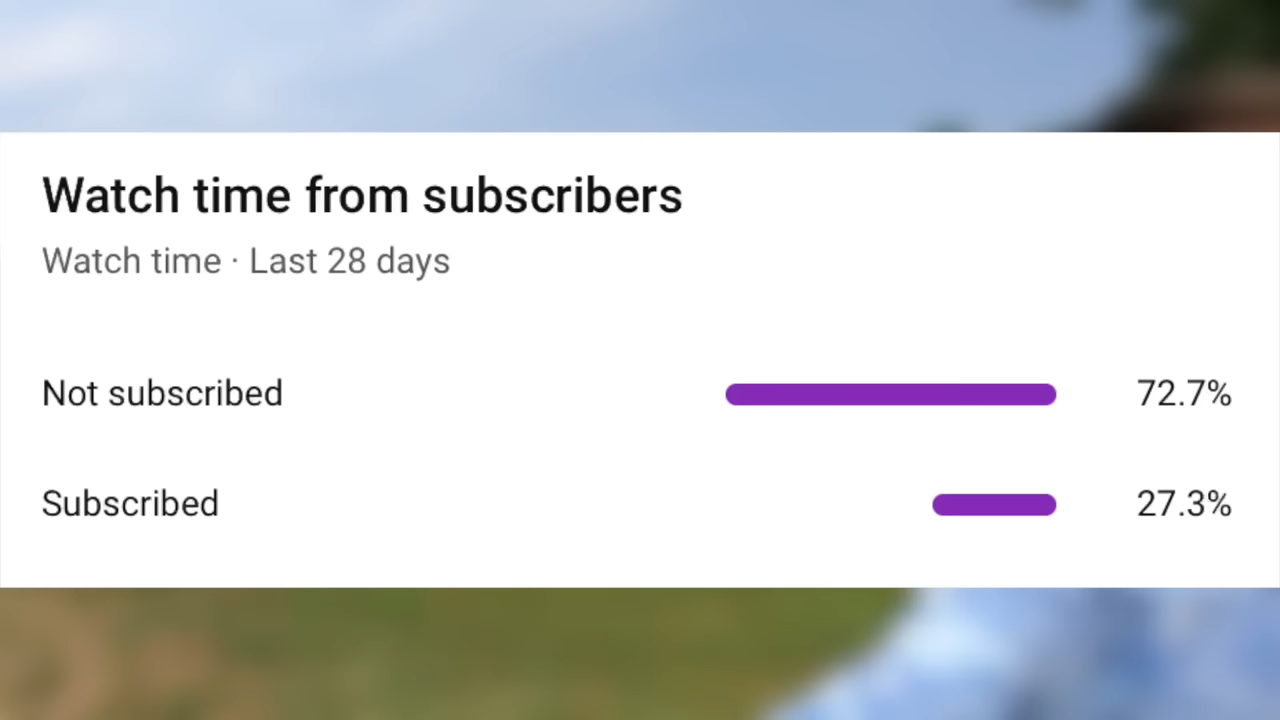 Watch time from subscribers
Watch time · Last 28 days
Not subscribed 72.7%
Subscribed 27.3%